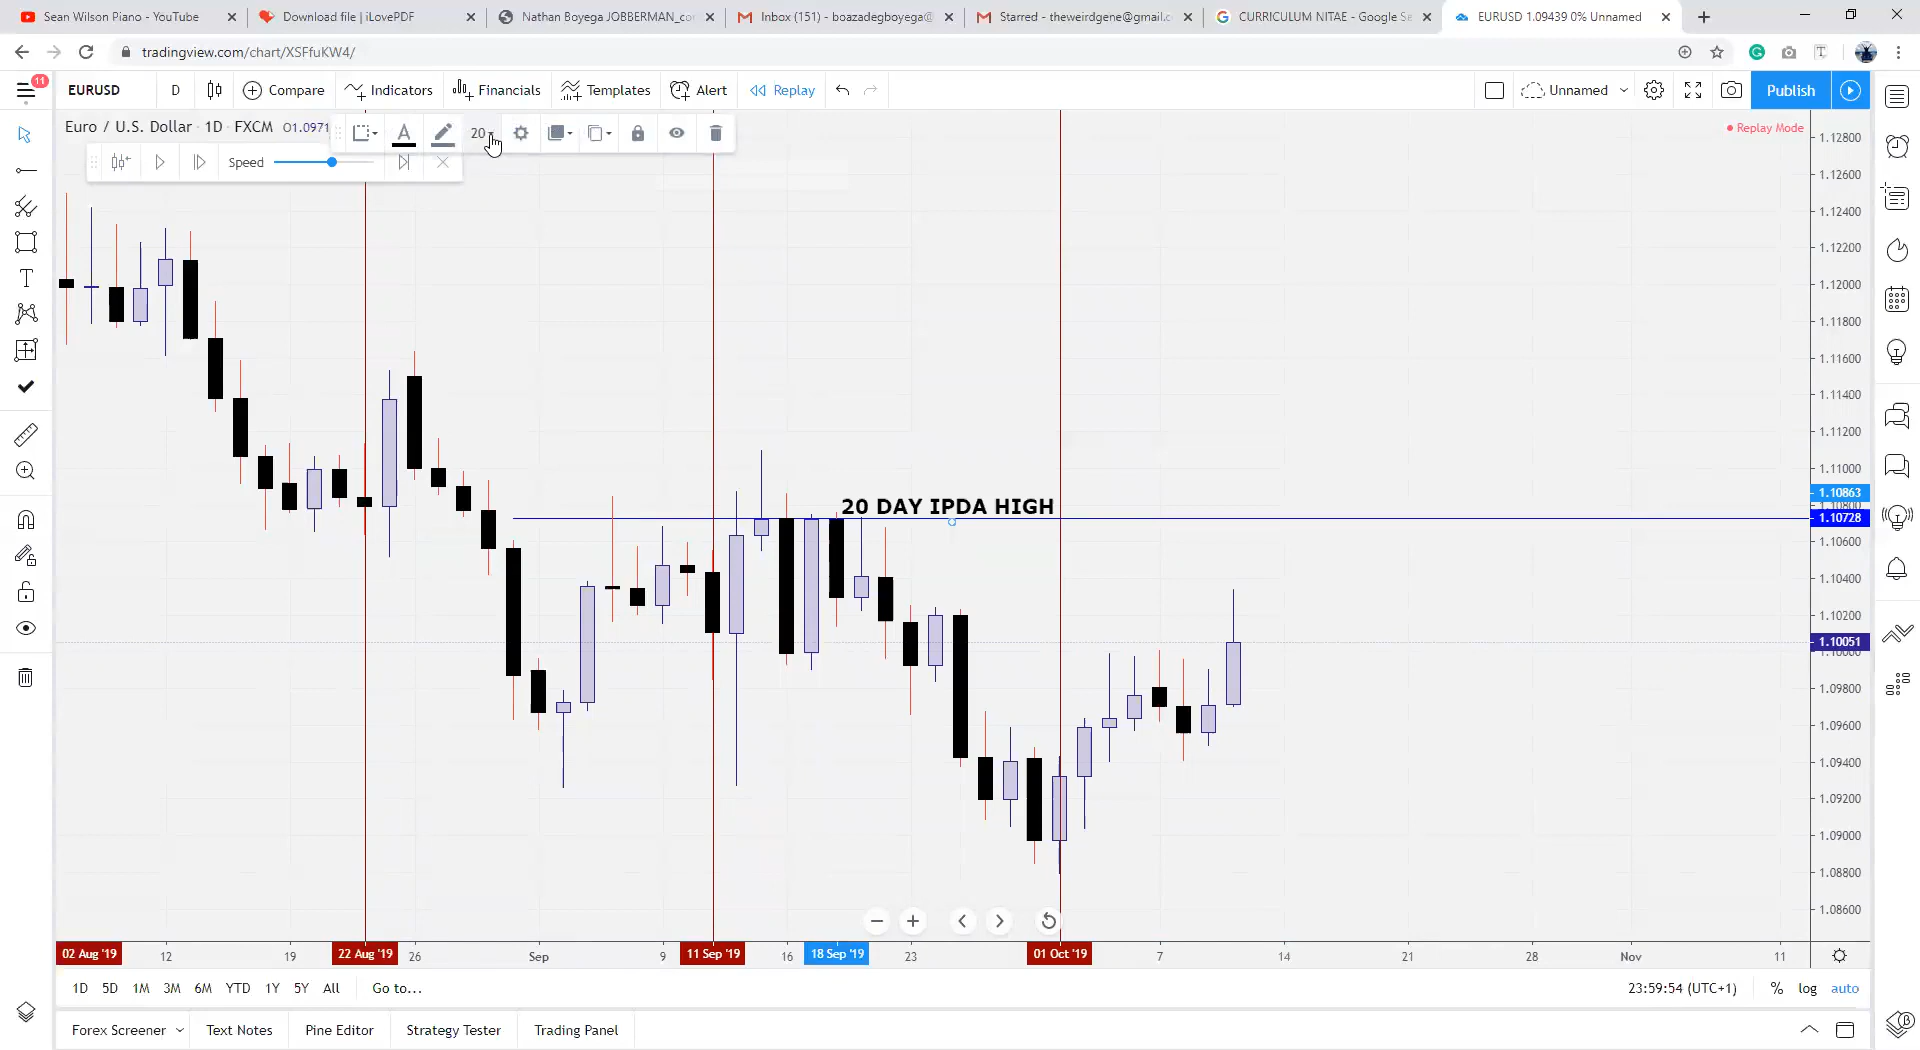 Sean Wilson Piano - YouTube
Download file | iLovePDF
Nathan Boyega JOBBERMAN_co
Inbox (151) - boazadegboyega@
Starred - theweirdgene@gmail.c
CURRICULUM NITAE - Google Se
EURUSD 1.09439 0% Unnamed
tradingview.com/chart/XSFfuKW4/
11
EURUSD
D
Compare
Indicators
Financials
Templates
Alert
Replay
Unnamed
Publish
Euro / U.S. Dollar · 1D · FXCM O1.0971
A
20
Replay Mode
Speed
1.12800
1.12600
1.12400
1.12200
1.12000
1.11800
1.11600
1.11400
1.11200
1.11000
1.10863
1.10800
1.10728
1.10600
1.10400
1.10200
1.10051
1.10000
1.09800
1.09600
1.09400
1.09200
1.09000
1.08800
1.08600
20 DAY IPDA HIGH
02 Aug '19
12
19
22 Aug '19
26
Sep
9
11 Sep '19
16
18 Sep '19
23
01 Oct '19
7
14
21
28
Nov
11
1D 5D 1M 3M 6M YTD 1Y 5Y All Go to...
23:59:54 (UTC+1) % log auto
Forex Screener Text Notes Pine Editor Strategy Tester Trading Panel